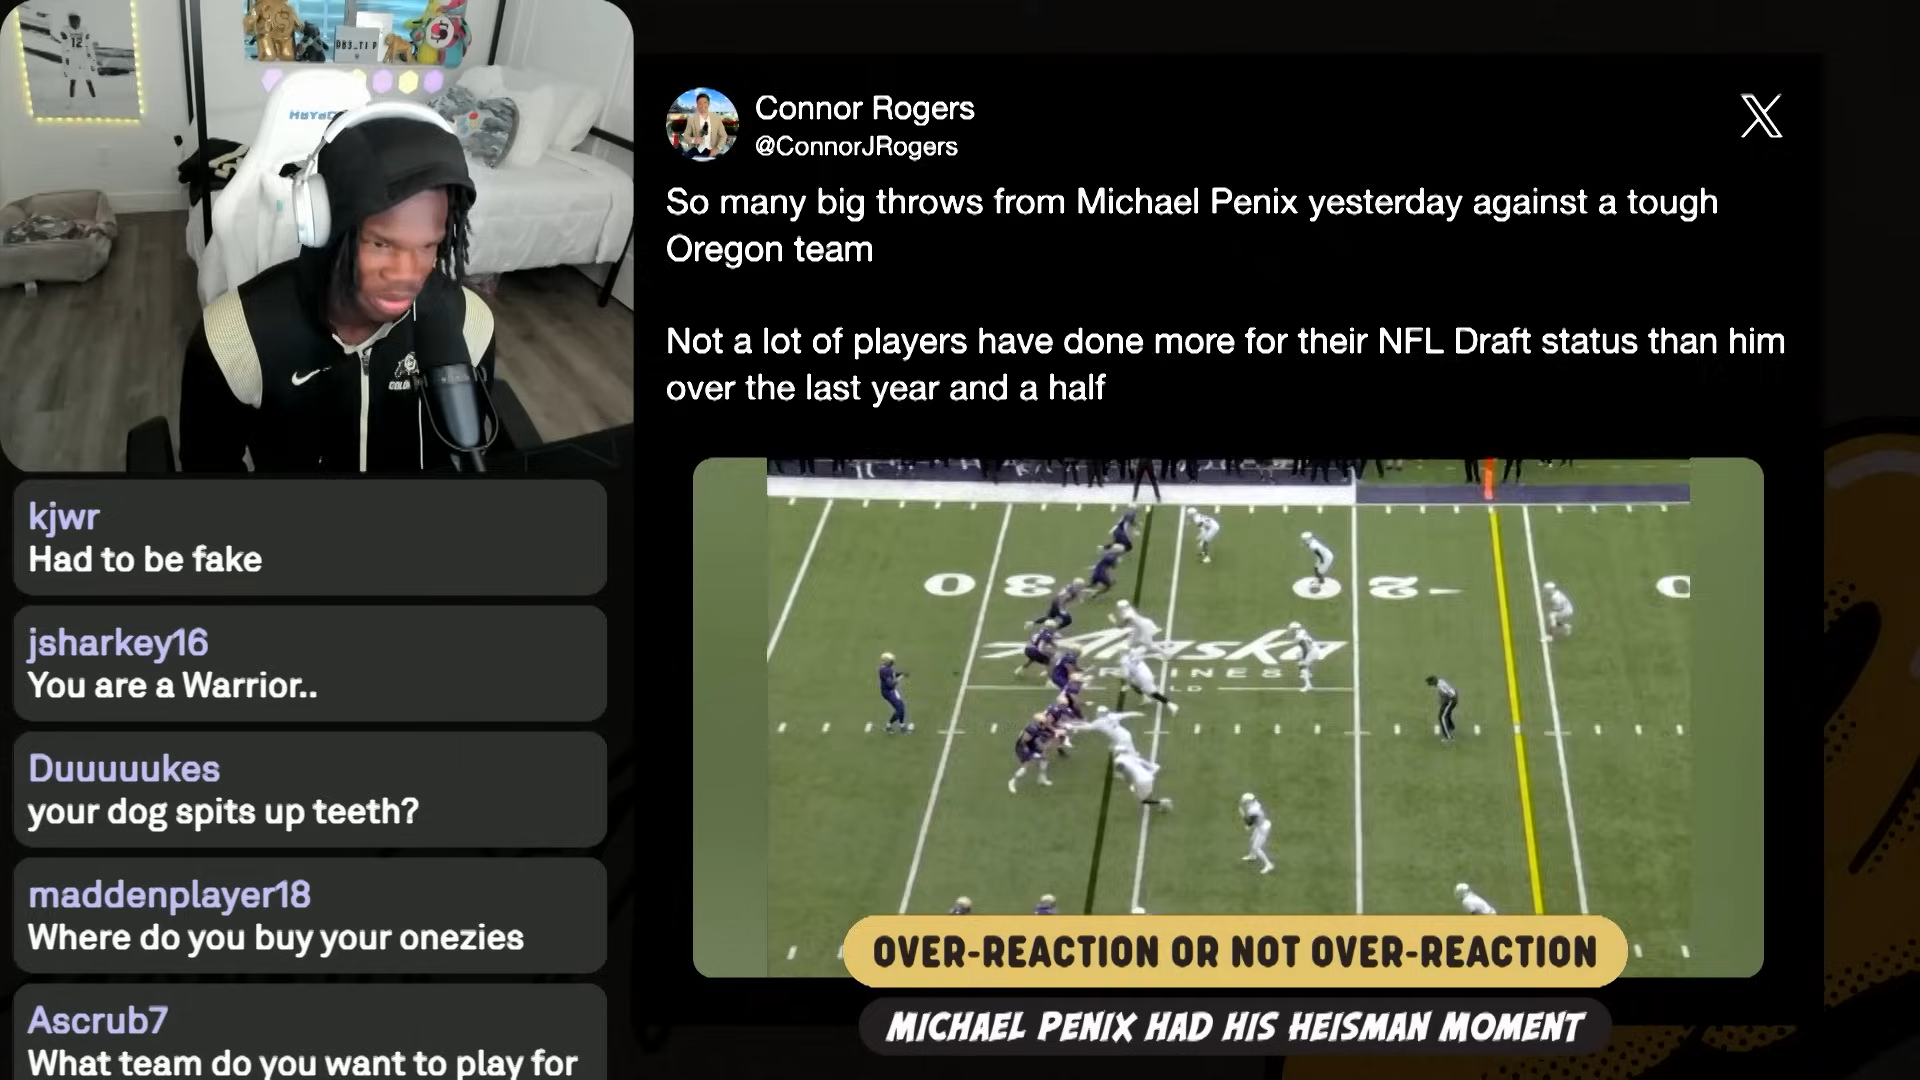 12
Connor Rogers
@ConnorJRogers
So many big throws from Michael Penix yesterday against a tough
Oregon team
Not a lot of players have done more for their NFL Draft status than him
over the last year and a half
kjwr
Had to be fake
jsharkey16
You are a Warrior..
Duuuuukes
your dog spits up teeth?
maddenplayer18
Where do you buy your onezies
Ascrub7
What team do you want to play for
30
20
Alaska
OVER-REACTION OR NOT OVER-REACTION
MICHAEL PENIX HAD HIS HEISMAN MOMENT